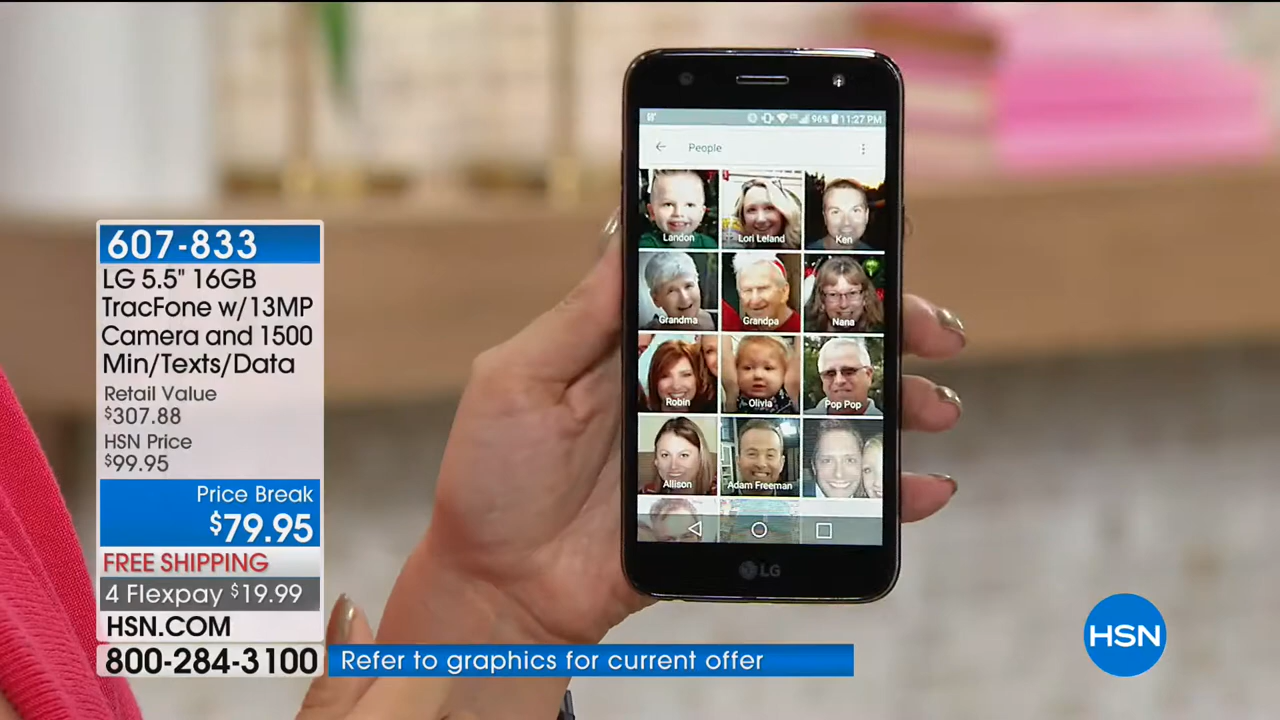 607-833
LG 5.5" 16GB
TracFone w/13MP
Camera and 1500
Min/Texts/Data
Retail Value
$307.88
HSN Price
$99.95
Price Break
$79.95
FREE SHIPPING
4 Flexpay $19.99
HSN.COM
800-284-3100
Refer to graphics for current offer
96% 11:27 PM
People
Landon
Lori Leland
Ken
Grandma
Grandpa
Nana
Robin
Olivia
Pop Pop
Allison
Adam Freeman
LG
HSN